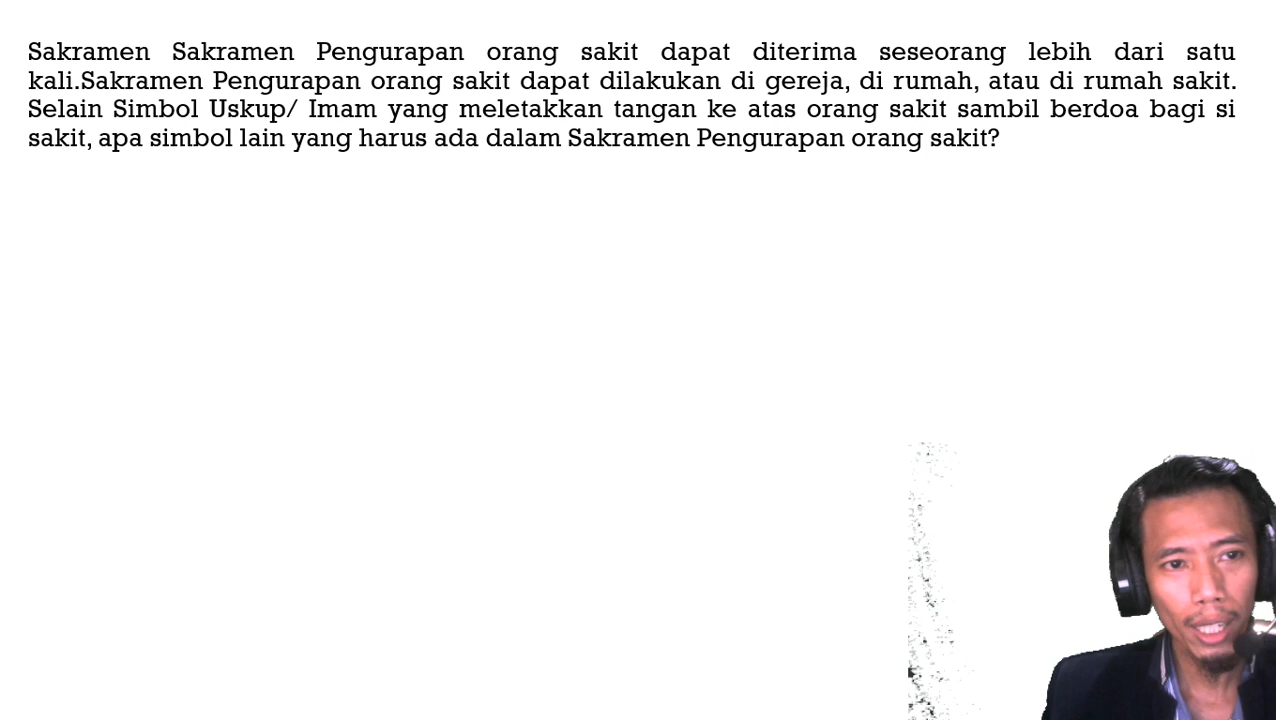 Sakramen Sakramen Pengurapan orang sakit dapat diterima seseorang lebih dari satu
kali.Sakramen Pengurapan orang sakit dapat dilakukan di gereja, di rumah, atau di rumah sakit.
Selain Simbol Uskup/ Imam yang meletakkan tangan ke atas orang sakit sambil berdoa bagi si
sakit, apa simbol lain yang harus ada dalam Sakramen Pengurapan orang sakit?